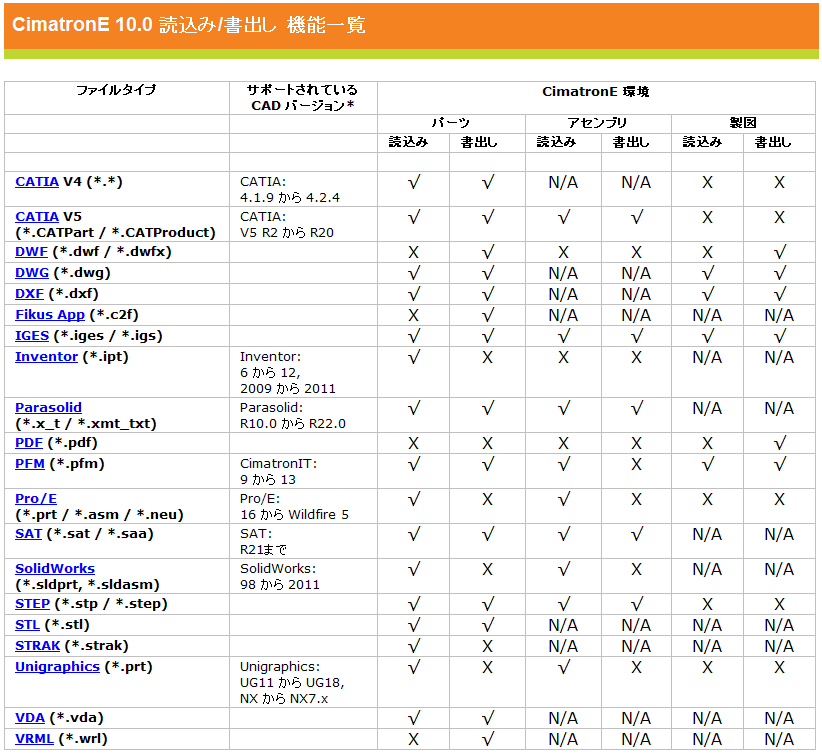 CimatronE 10.0 読込み/書出し 機能一覧
ファイルタイプ サポートされている CimatronE 環境
CAD バージョン*
パーツ アセンブリ 製図
読込み 書出し 読込み 書出し 読込み 書出し
CATIA V4 (*.*) CATIA: √ √ N/A N/A X X
4.1.9 から 4.2.4
CATIA V5 CATIA: √ √ √ √ X X
(*.CATPart / *.CATProduct) V5 R2 から R20
DWF (*.dwf / *.dwfx) X √ X X X √
DWG (*.dwg) √ √ N/A N/A √ √
DXF (*.dxf) √ √ N/A N/A √ √
Fikus App (*.c2f) X √ N/A N/A N/A N/A
IGES (*.iges / *.igs) √ √ √ √ √ √
Inventor (*.ipt) Inventor: √ X X X N/A N/A
6 から 12,
2009 から 2011
Parasolid Parasolid: √ √ √ √ N/A N/A
(*.x_t / *.xmt_txt) R10.0 から R22.0
PDF (*.pdf) X X X X X √
PFM (*.pfm) CimatronIT: √ √ √ X √ √
9 から 13
Pro/E Pro/E: √ X √ X X X
(*.prt / *.asm / *.neu) 16 から Wildfire 5
SAT (*.sat / *.saa) SAT: √ √ √ √ N/A N/A
R21まで
SolidWorks SolidWorks: √ X √ X N/A N/A
(*.sldprt, *.sldasm) 98 から 2011
STEP (*.stp / *.step) √ √ √ √ X X
STL (*.stl) √ √ N/A N/A N/A N/A
STRAK (*.strak) √ X N/A N/A N/A N/A
Unigraphics (*.prt) Unigraphics: √ X √ X X X
UG11 から UG18,
NX から NX7.x
VDA (*.vda) √ √ N/A N/A N/A N/A
VRML (*.wrl) X √ N/A N/A N/A N/A